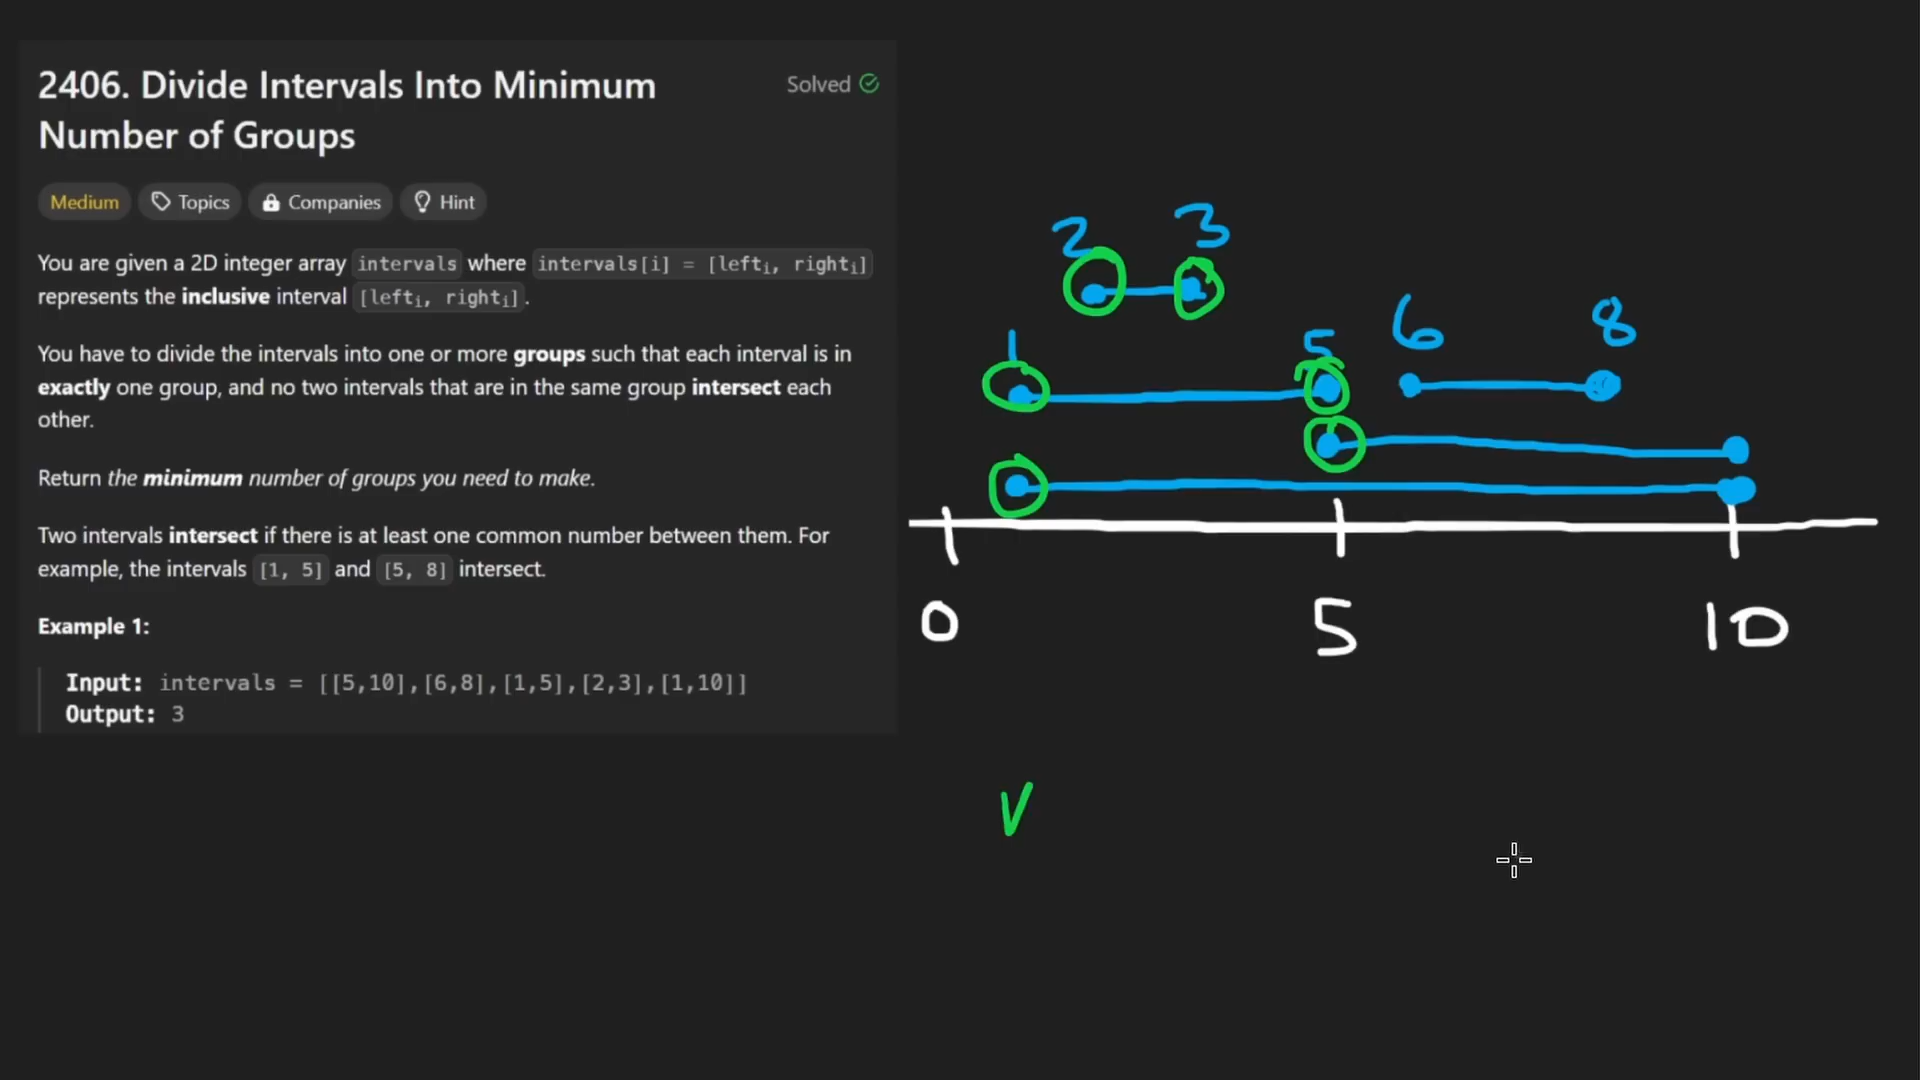 2406. Divide Intervals Into Minimum
Number of Groups
Solved
Medium
Topics
Companies
Hint
You are given a 2D integer array intervals where intervals[i] = [lefti, righti]
represents the inclusive interval [lefti, righti].
You have to divide the intervals into one or more groups such that each interval is in
exactly one group, and no two intervals that are in the same group intersect each
other.
Return the minimum number of groups you need to make.
Two intervals intersect if there is at least one common number between them. For
example, the intervals [1, 5] and [5, 8] intersect.
Example 1:
Input: intervals = [[5,10],[6,8],[1,5],[2,3],[1,10]]
Output: 3
2 3
1 5 6 8
0 5 10
V